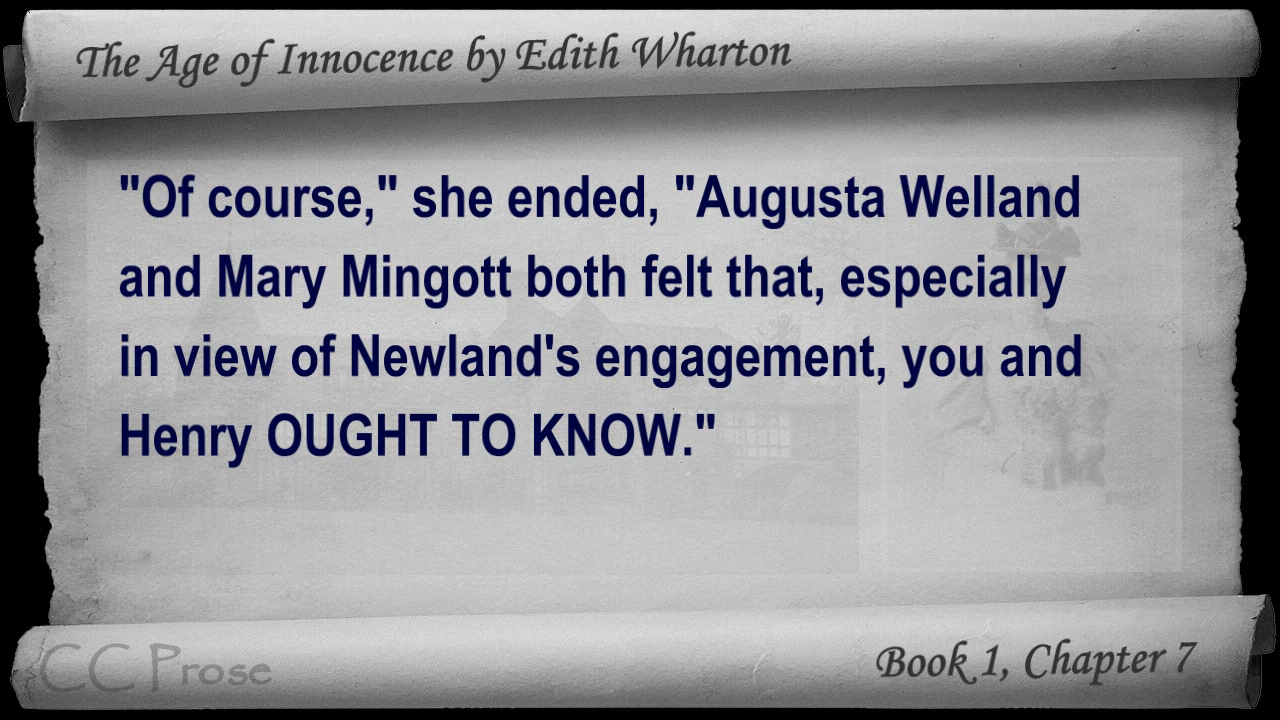 The Age of Innocence by Edith Wharton
"Of course," she ended, "Augusta Welland
and Mary Mingott both felt that, especially
in view of Newland's engagement, you and
Henry OUGHT TO KNOW."
CC Prose
Book 1, Chapter 7